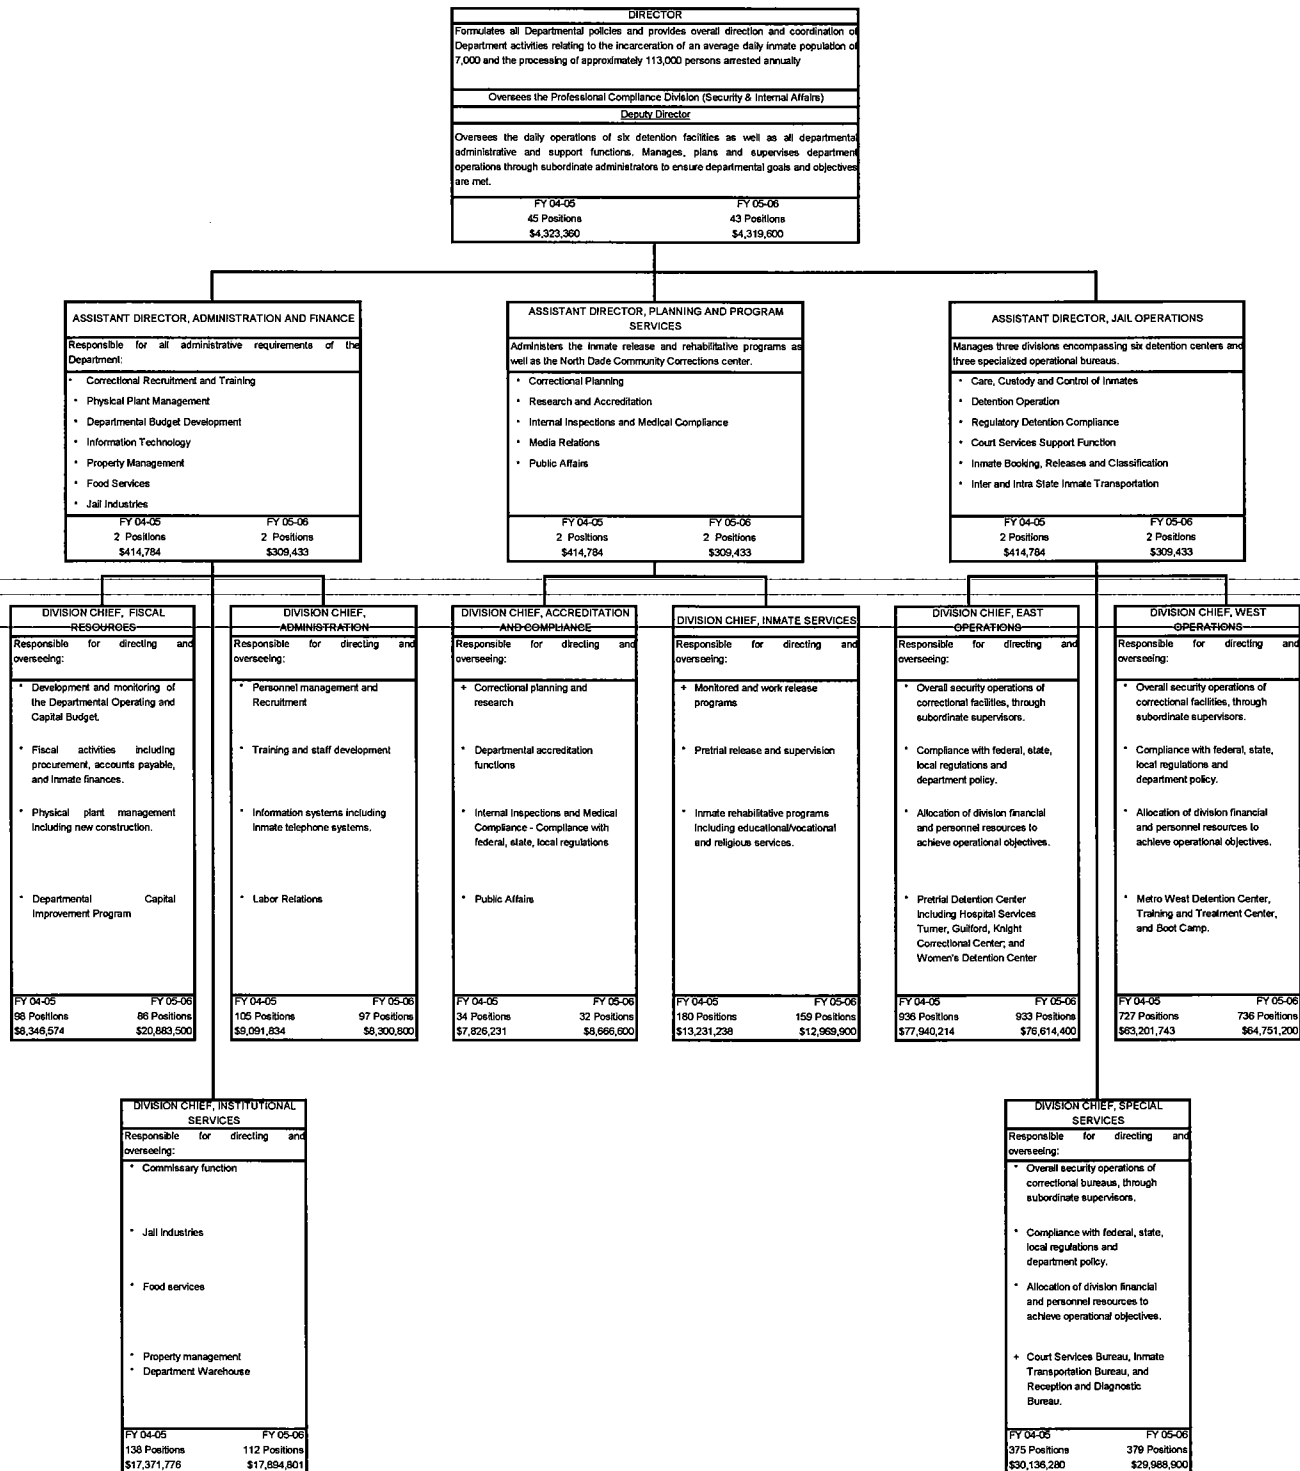 DIRECTOR
Formulates all Departmental policies and provides overall direction and coordination of
Department activities relating to the incarceration of an average daily inmate population of
7,000 and the processing of approximately 113,000 persons arrested annually
Oversees the Professional Compliance Division (Security & Internal Affairs)
Deputy Director
Oversees the daily operations of six detention facilities as well as all departmental
administrative and support functions. Manages, plans and supervises department
operations through subordinate administrators to ensure departmental goals and objectives
are met.
FY 04-05 FY 05-06
45 Positions 43 Positions
$4,323,360 $4,319,600
ASSISTANT DIRECTOR, ADMINISTRATION AND FINANCE
Responsible for all administrative requirements of the
Department:
* Correctional Recruitment and Training
* Physical Plant Management
* Departmental Budget Development
* Information Technology
* Property Management
* Food Services
* Jail Industries
FY 04-05 FY 05-06
2 Positions 2 Positions
$414,784 $309,433
ASSISTANT DIRECTOR, PLANNING AND PROGRAM
SERVICES
Administers the inmate release and rehabilitative programs as
well as the North Dade Community Corrections center.
* Correctional Planning
* Research and Accreditation
* Internal Inspections and Medical Compliance
* Media Relations
* Public Affairs
FY 04-05 FY 05-06
2 Positions 2 Positions
$414,784 $309,433
ASSISTANT DIRECTOR, JAIL OPERATIONS
Manages three divisions encompassing six detention centers and
three specialized operational bureaus.
* Care, Custody and Control of Inmates
* Detention Operation
* Regulatory Detention Compliance
* Court Services Support Function
* Inmate Booking, Releases and Classification
* Inter and Intra State Inmate Transportation
FY 04-05 FY 05-06
2 Positions 2 Positions
$414,784 $309,433
DIVISION CHIEF, FISCAL
RESOURCES
Responsible for directing and
overseeing:
* Development and monitoring of
the Departmental Operating and
Capital Budget.
* Fiscal activities including
procurement, accounts payable,
and inmate finances.
* Physical plant management
including new construction.
* Departmental Capital
Improvement Program
FY 04-05 FY 05-06
98 Positions 86 Positions
$8,346,574 $20,883,500
DIVISION CHIEF,
ADMINISTRATION
Responsible for directing and
overseeing:
* Personnel management and
Recruitment
* Training and staff development
* Information systems including
inmate telephone systems.
* Labor Relations
FY 04-05 FY 05-06
105 Positions 97 Positions
$9,091,834 $8,300,800
DIVISION CHIEF, ACCREDITATION
AND COMPLIANCE
Responsible for directing and
overseeing:
+ Correctional planning and
research
* Departmental accreditation
functions
* Internal Inspections and Medical
Compliance - Compliance with
federal, state, local regulations
* Public Affairs
FY 04-05 FY 05-06
34 Positions 32 Positions
$7,826,231 $8,666,600
DIVISION CHIEF, INMATE SERVICES
Responsible for directing and
overseeing:
+ Monitored and work release
programs
* Pretrial release and supervision
* Inmate rehabilitative programs
including educational/vocational
and religious services.
FY 04-05 FY 05-06
180 Positions 159 Positions
$13,231,238 $12,969,900
DIVISION CHIEF, EAST
OPERATIONS
Responsible for directing and
overseeing:
* Overall security operations of
correctional facilities, through
subordinate supervisors.
* Compliance with federal, state,
local regulations and
department policy.
* Allocation of division financial
and personnel resources to
achieve operational objectives.
* Pretrial Detention Center
Including Hospital Services
Turner, Guilford, Knight
Correctional Center; and
Women's Detention Center
FY 04-05 FY 05-06
936 Positions 933 Positions
$77,940,214 $76,614,400
DIVISION CHIEF, WEST
OPERATIONS
Responsible for directing and
overseeing:
* Overall security operations of
correctional facilities, through
subordinate supervisors.
* Compliance with federal, state,
local regulations and
department policy.
* Allocation of division financial
and personnel resources to
achieve operational objectives.
* Metro West Detention Center,
Training and Treatment Center,
and Boot Camp.
FY 04-05 FY 05-06
727 Positions 736 Positions
$63,201,743 $64,751,200
DIVISION CHIEF, INSTITUTIONAL
SERVICES
Responsible for directing and
overseeing:
* Commissary function
* Jail Industries
* Food services
* Property management
* Department Warehouse
FY 04-05 FY 05-06
138 Positions 112 Positions
$17,371,776 $17,894,801
DIVISION CHIEF, SPECIAL
SERVICES
Responsible for directing and
overseeing:
* Overall security operations of
correctional bureaus, through
subordinate supervisors.
* Compliance with federal, state,
local regulations and
department policy.
* Allocation of division financial
and personnel resources to
achieve operational objectives.
+ Court Services Bureau, Inmate
Transportation Bureau, and
Reception and Diagnostic
Bureau.
FY 04-05 FY 05-06
375 Positions 379 Positions
$30,136,280 $29,988,900